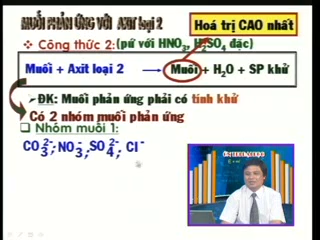 MUỐI PHẢN ỨNG VỚI AXIT loại 2
Hoá trị CAO nhất
Công thức 2: (pứ với HNO3, H2SO4 đặc)
Muối + Axit loại 2 → Muối + H2O + SP khử
ĐK: Muối phản ứng phải có tính khử
Có 2 nhóm muối phản ứng
Nhóm muối 1:
CO3^2-; NO3^-; SO4^2-; Cl^-